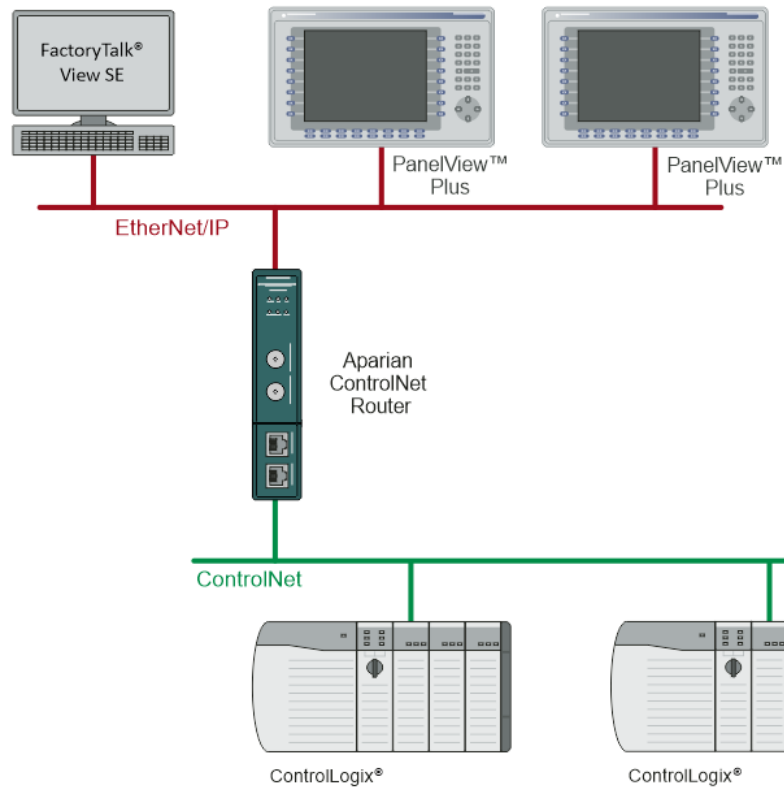 FactoryTalk®
View SE
PanelView™
Plus
PanelView™
Plus
EtherNet/IP
Aparian
ControlNet
Router
ControlNet
ControlLogix®
ControlLogix®